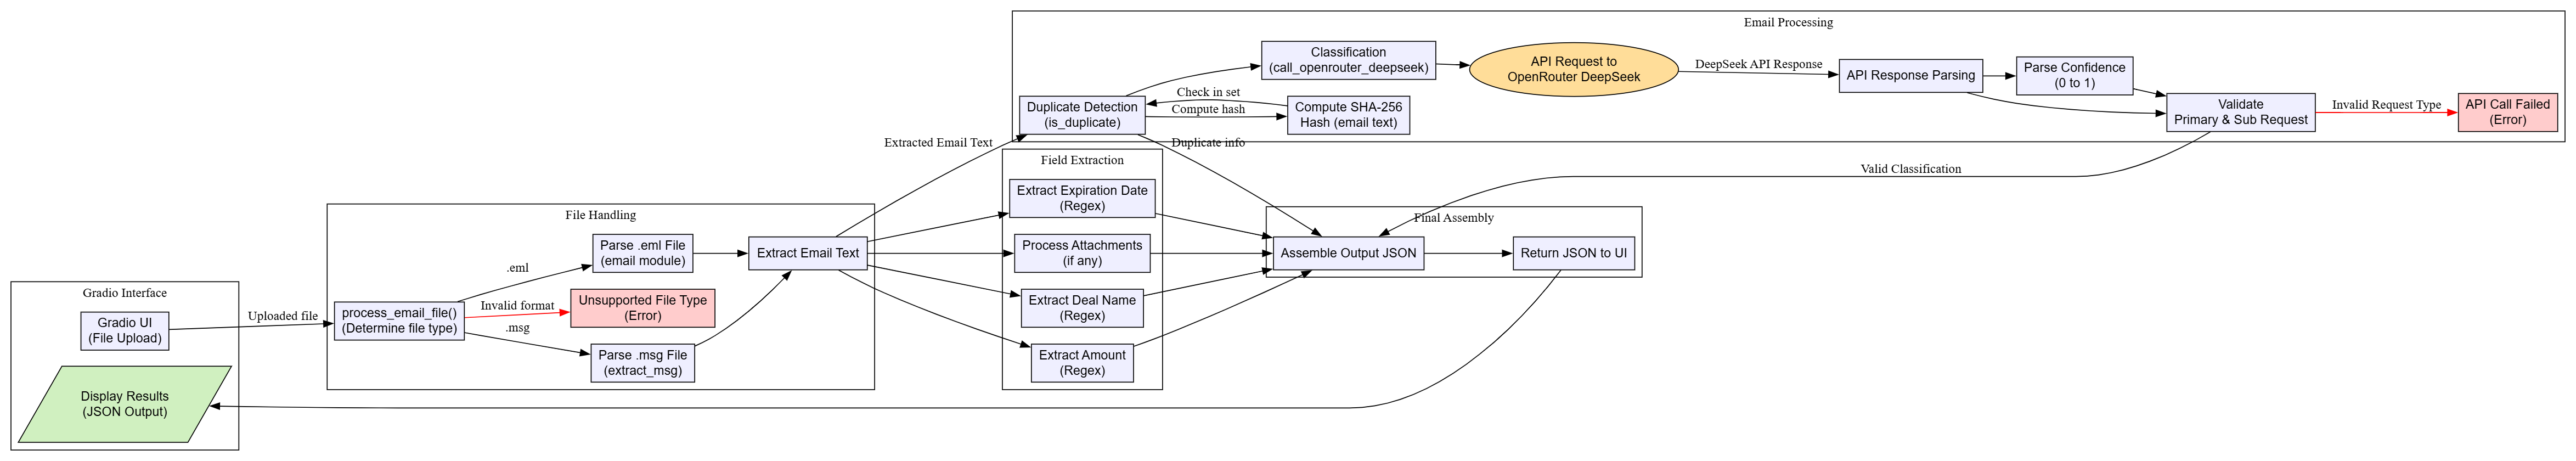 Email Processing
Classification
(call_openrouter_deepseek)
API Request to
OpenRouter DeepSeek
DeepSeek API Response
API Response Parsing
Parse Confidence
(0 to 1)
Duplicate Detection
(is_duplicate)
Check in set
Compute hash
Compute SHA-256
Hash (email text)
Validate
Primary & Sub Request
Invalid Request Type
API Call Failed
(Error)
Extracted Email Text
Duplicate info
Valid Classification
Field Extraction
Extract Expiration Date
(Regex)
Process Attachments
(if any)
Extract Deal Name
(Regex)
Extract Amount
(Regex)
File Handling
Parse .eml File
(email module)
Extract Email Text
.eml
Invalid format
.msg
Unsupported File Type
(Error)
process_email_file()
(Determine file type)
Parse .msg File
(extract_msg)
Final Assembly
Assemble Output JSON
Return JSON to UI
Gradio Interface
Gradio UI
(File Upload)
Uploaded file
Display Results
(JSON Output)